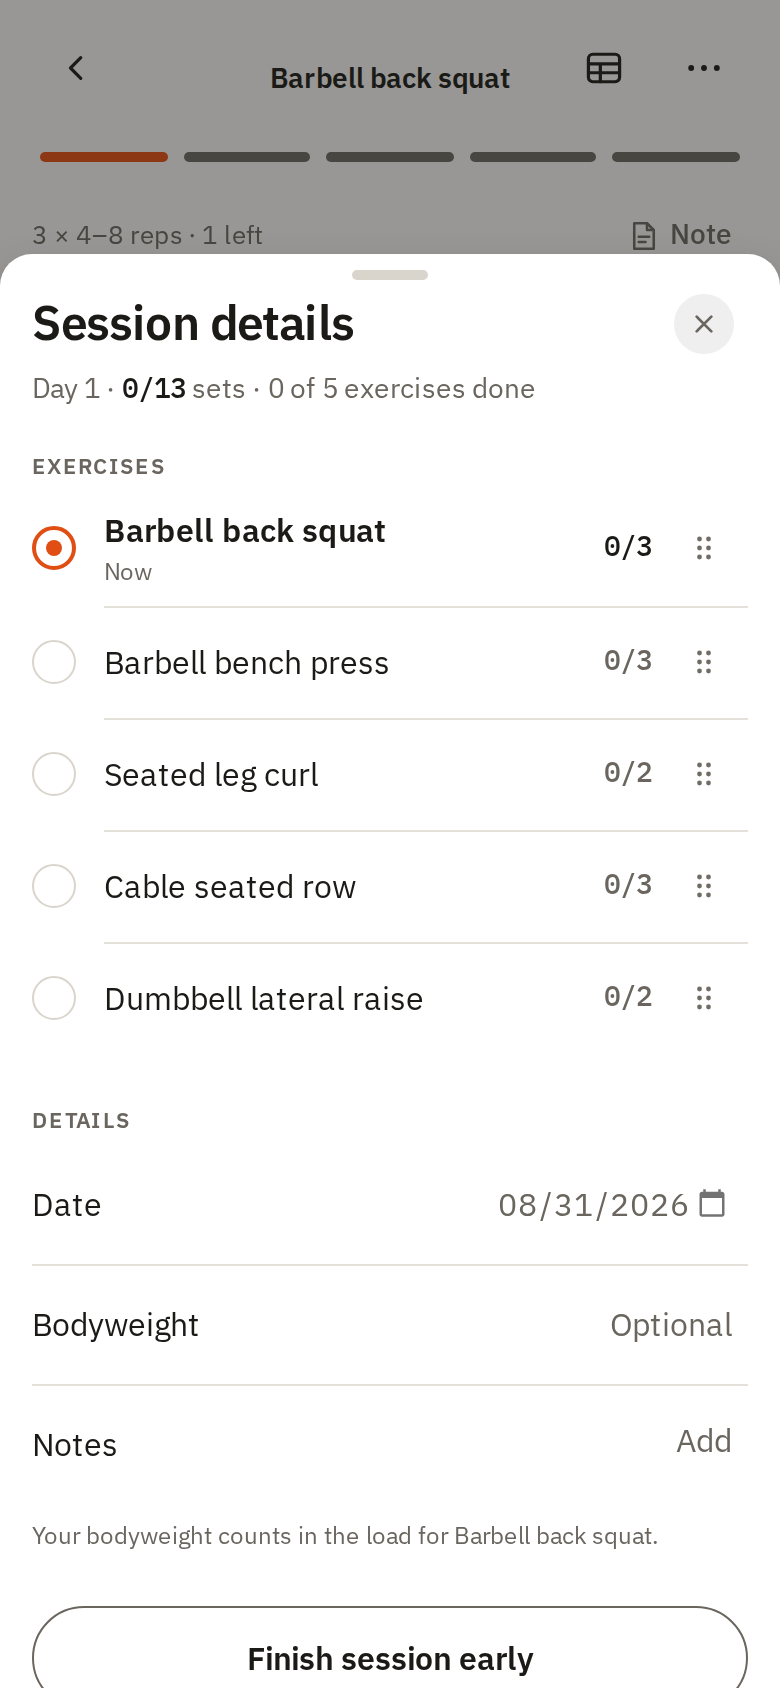 Barbell back squat
3 × 4–8 reps · 1 left
Note
Session details
Day 1 · 0/13 sets · 0 of 5 exercises done
EXERCISES
Barbell back squat
Now
0/3
Barbell bench press
0/3
Seated leg curl
0/2
Cable seated row
0/3
Dumbbell lateral raise
0/2
DETAILS
Date
08/31/2026
Bodyweight
Optional
Notes
Add
Your bodyweight counts in the load for Barbell back squat.
Finish session early